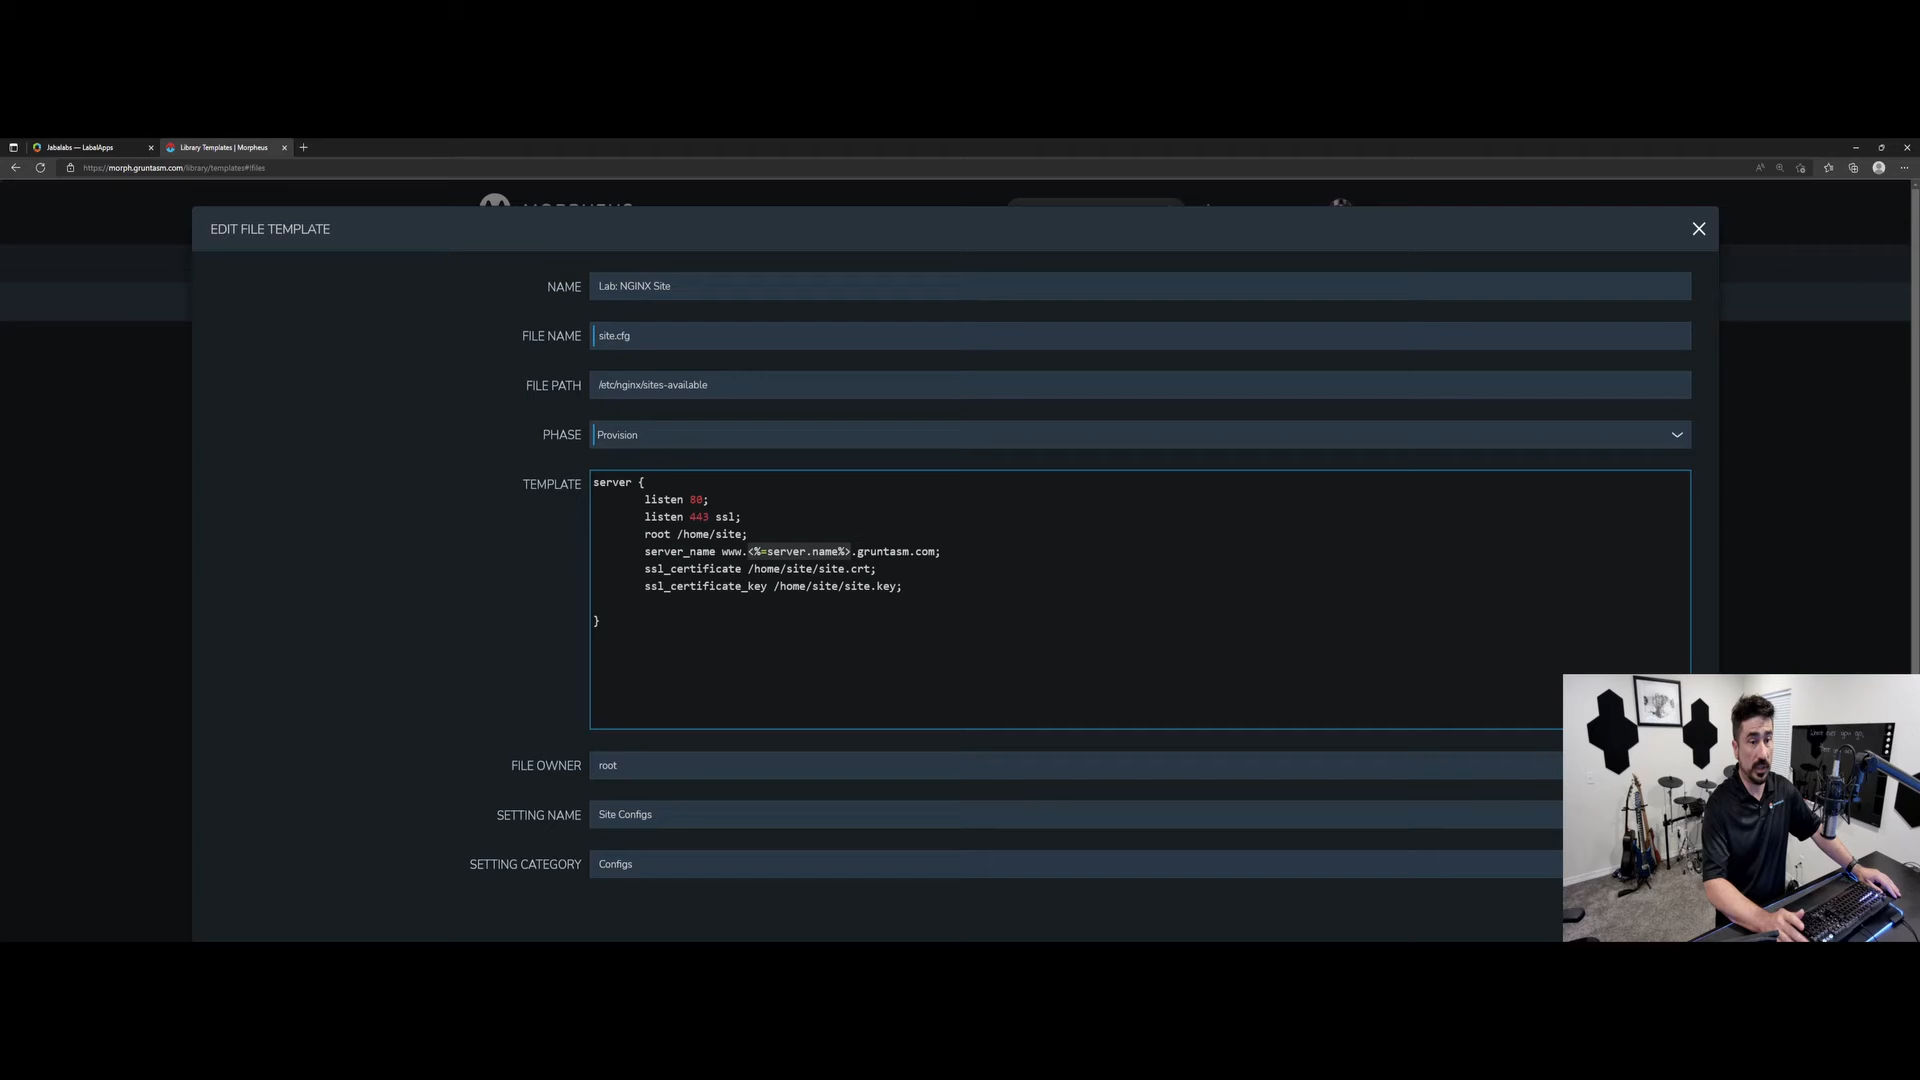 Jabalabs — LabalApps
Library Templates | Morpheus
https://morph.gruntasm.com/library/templates#!files
EDIT FILE TEMPLATE
NAME
Lab: NGINX Site
FILE NAME
site.cfg
FILE PATH
/etc/nginx/sites-available
PHASE
Provision
TEMPLATE
server {
listen 80;
listen 443 ssl;
root /home/site;
server_name www.<%=server.name%>.gruntasm.com;
ssl_certificate /home/site/site.crt;
ssl_certificate_key /home/site/site.key;
}
FILE OWNER
root
SETTING NAME
Site Configs
SETTING CATEGORY
Configs